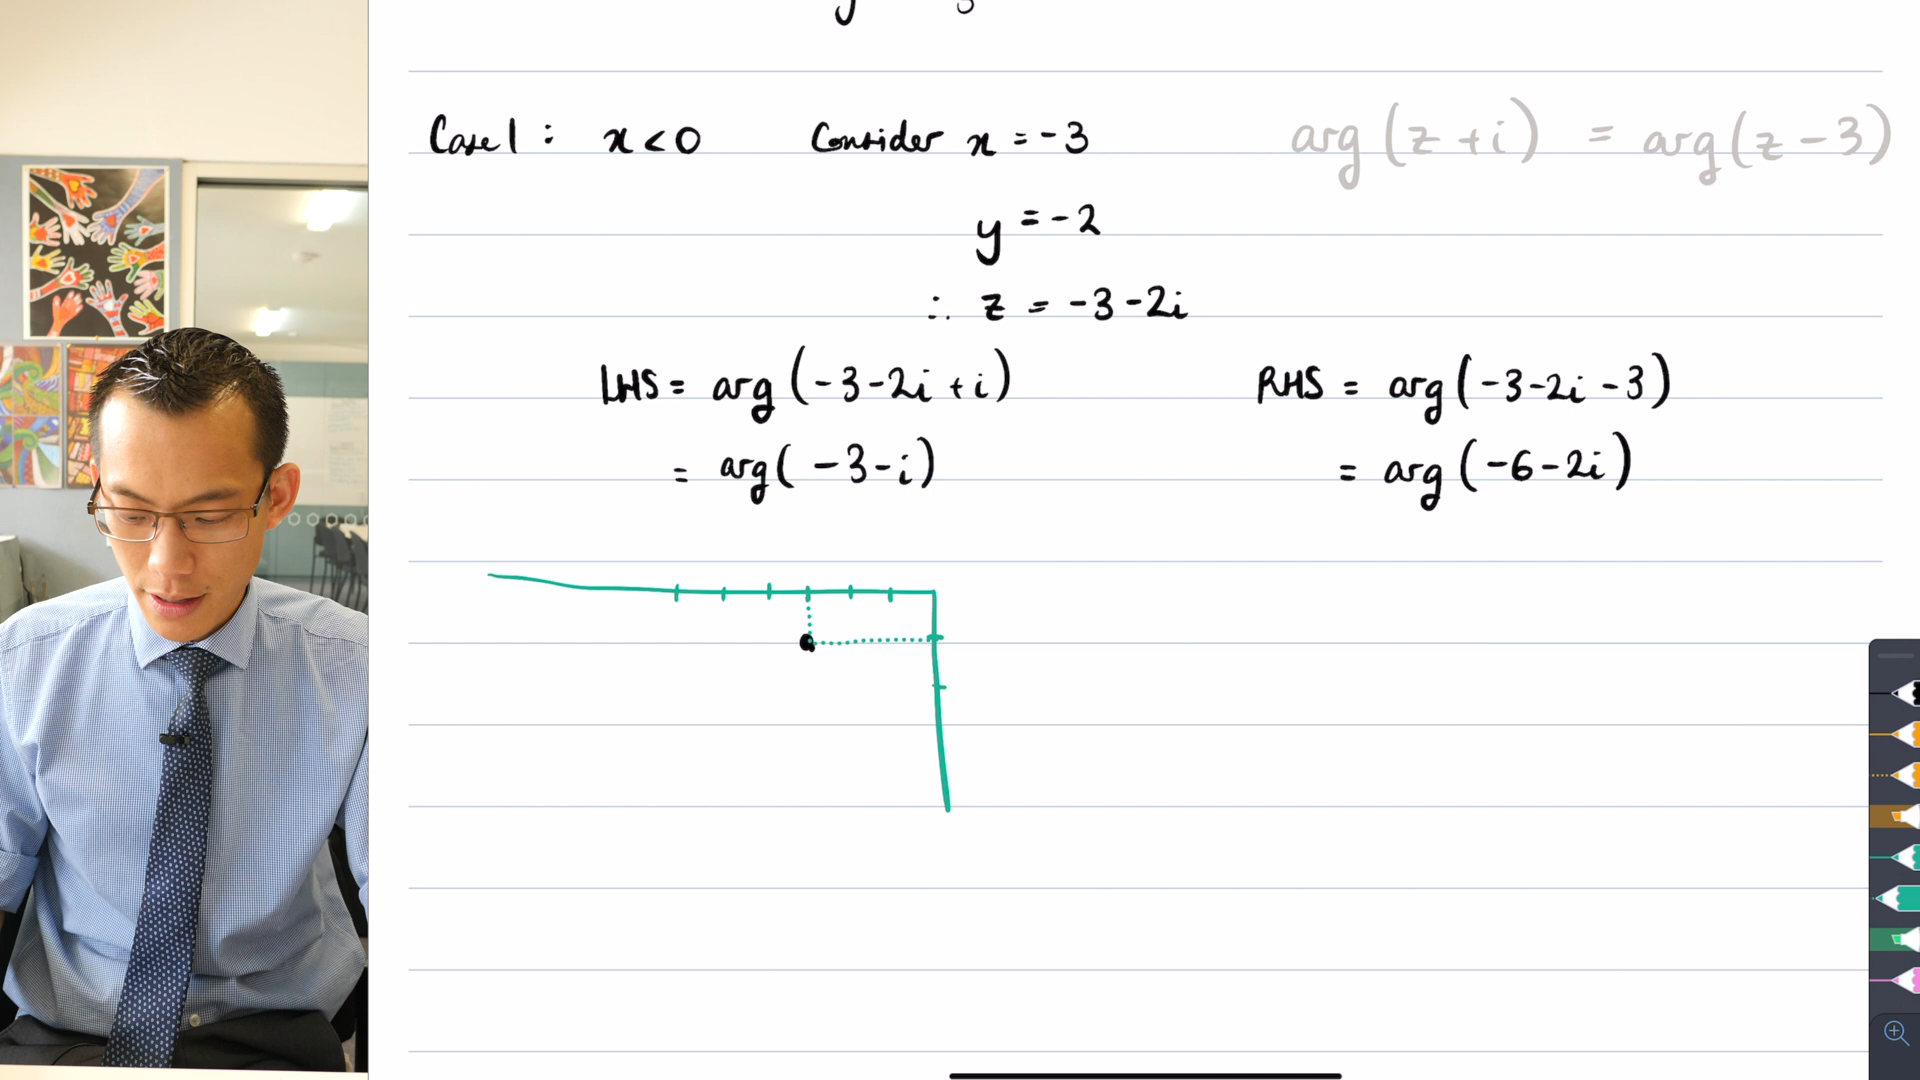 Case 1 : x < 0 Consider x = -3 arg (z + i) = arg (z - 3)
y = -2
∴ z = -3 - 2i
LHS = arg (-3 - 2i + i) RHS = arg (-3 - 2i - 3)
= arg ( -3 - i) = arg (-6 - 2i)